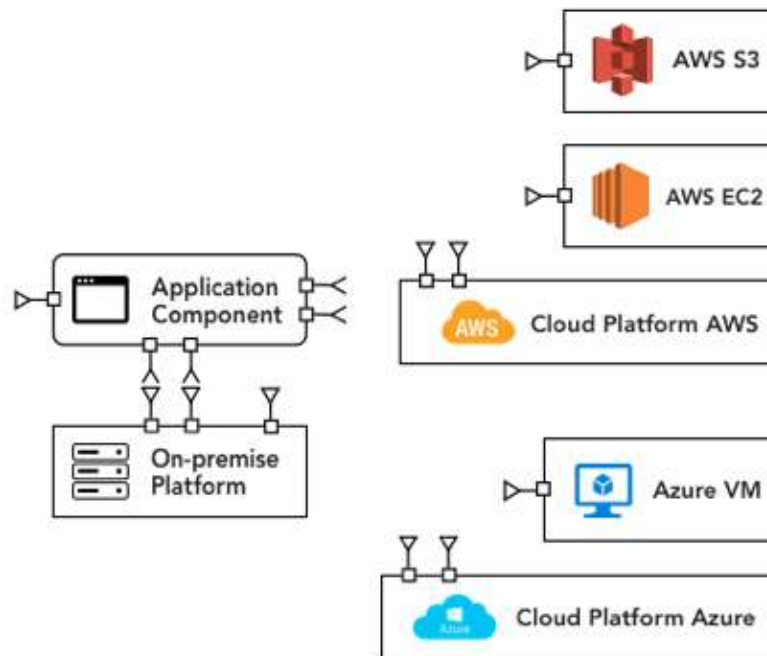 AWS S3
AWS EC2
Application
Component
AWS
Cloud Platform AWS
On-premise
Platform
Azure VM
Azure
Cloud Platform Azure